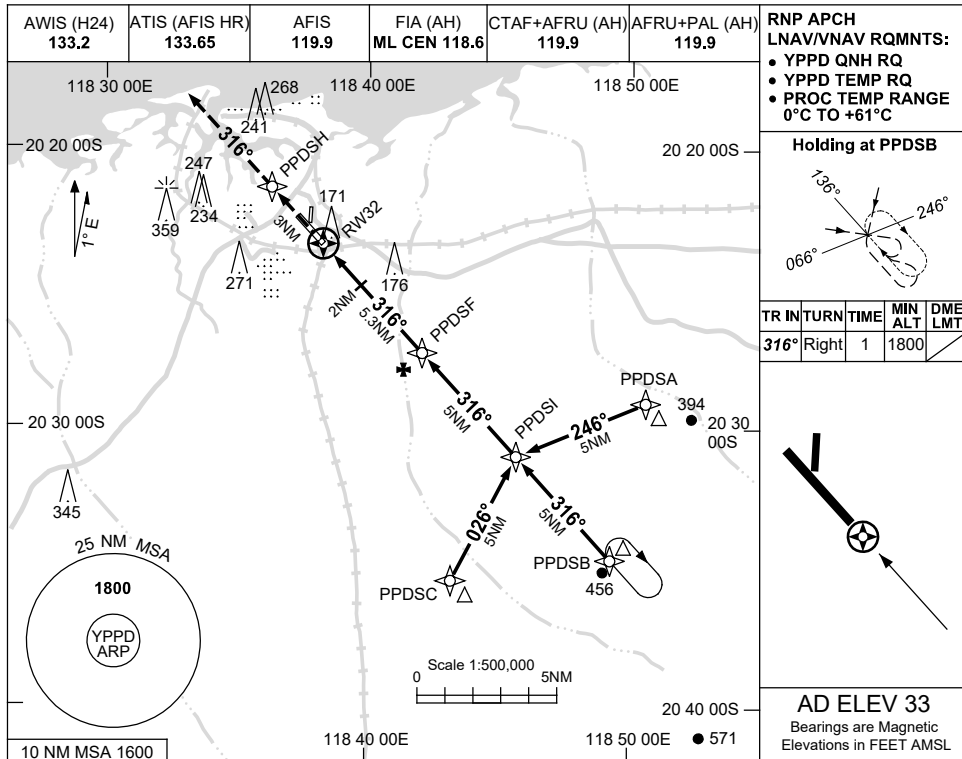 AWIS (H24)
133.2
ATIS (AFIS HR)
133.65
AFIS
119.9
FIA (AH)
ML CEN 118.6
CTAF+AFRU (AH)
119.9
AFRU+PAL (AH)
119.9
RNP APCH
LNAV/VNAV RQMNTS:
• YPPD QNH RQ
• YPPD TEMP RQ
• PROC TEMP RANGE
0°C TO +61°C
118 30 00E
118 40 00E
118 50 00E
268
241
316°
PPDSH
20 20 00S
20 20 00S
247
234
359
171
RW32
3NM
1° E
271
176
2NM
316°
5.3NM
PPDSF
Holding at PPDSB
136°
246°
066°
TR IN
TURN
TIME
MIN
ALT
DME
LMT
316°
Right
1
1800
PPDSA
394
316°
5NM
PPDSI
246°
5NM
20 30 00S
20 30
00S
345
026°
5NM
316°
5NM
PPDSB
456
PPDSC
25 NM MSA
1800
YPPD
ARP
Scale 1:500,000
0
5NM
20 40 00S
118 40 00E
118 50 00E
571
10 NM MSA 1600
AD ELEV 33
Bearings are Magnetic
Elevations in FEET AMSL